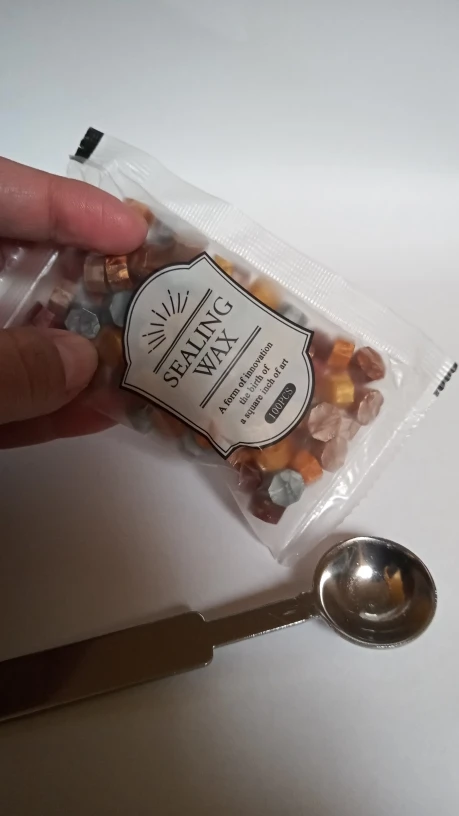 SEALING
WAX
A form of innovation
the birth of
a square inch of art
100PCS